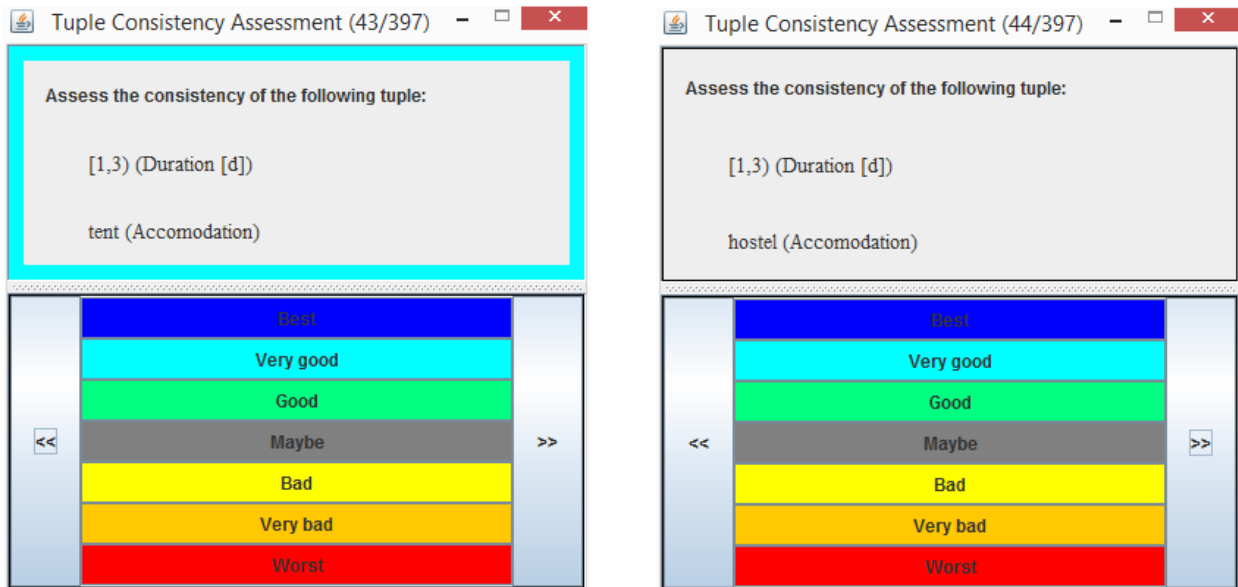 Tuple Consistency Assessment (43/397)
Assess the consistency of the following tuple:
[1,3) (Duration [d])
tent (Accomodation)
Best
Very good
Good
<< Maybe >>
Bad
Very bad
Worst
Tuple Consistency Assessment (44/397)
Assess the consistency of the following tuple:
[1,3) (Duration [d])
hostel (Accomodation)
Best
Very good
Good
<< Maybe >>
Bad
Very bad
Worst